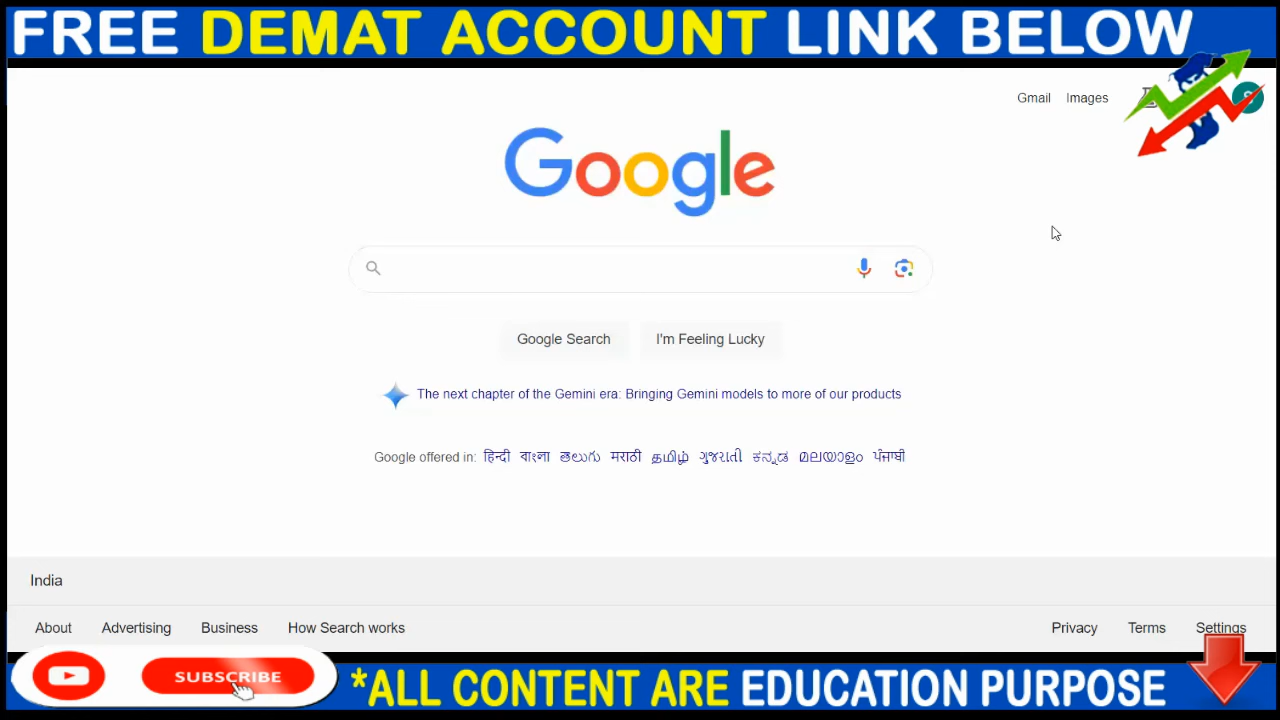 FREE DEMAT ACCOUNT LINK BELOW
Gmail Images
Google
Google Search I'm Feeling Lucky
The next chapter of the Gemini era: Bringing Gemini models to more of our products
Google offered in: हिन्दी বাংলা తెలుగు मराठी தமிழ் ગુજરાતી ಕನ್ನಡ മലയാളം ਪੰਜਾਬੀ
India
About Advertising Business How Search works Privacy Terms Settings
SUBSCRIBE
*ALL CONTENT ARE EDUCATION PURPOSE